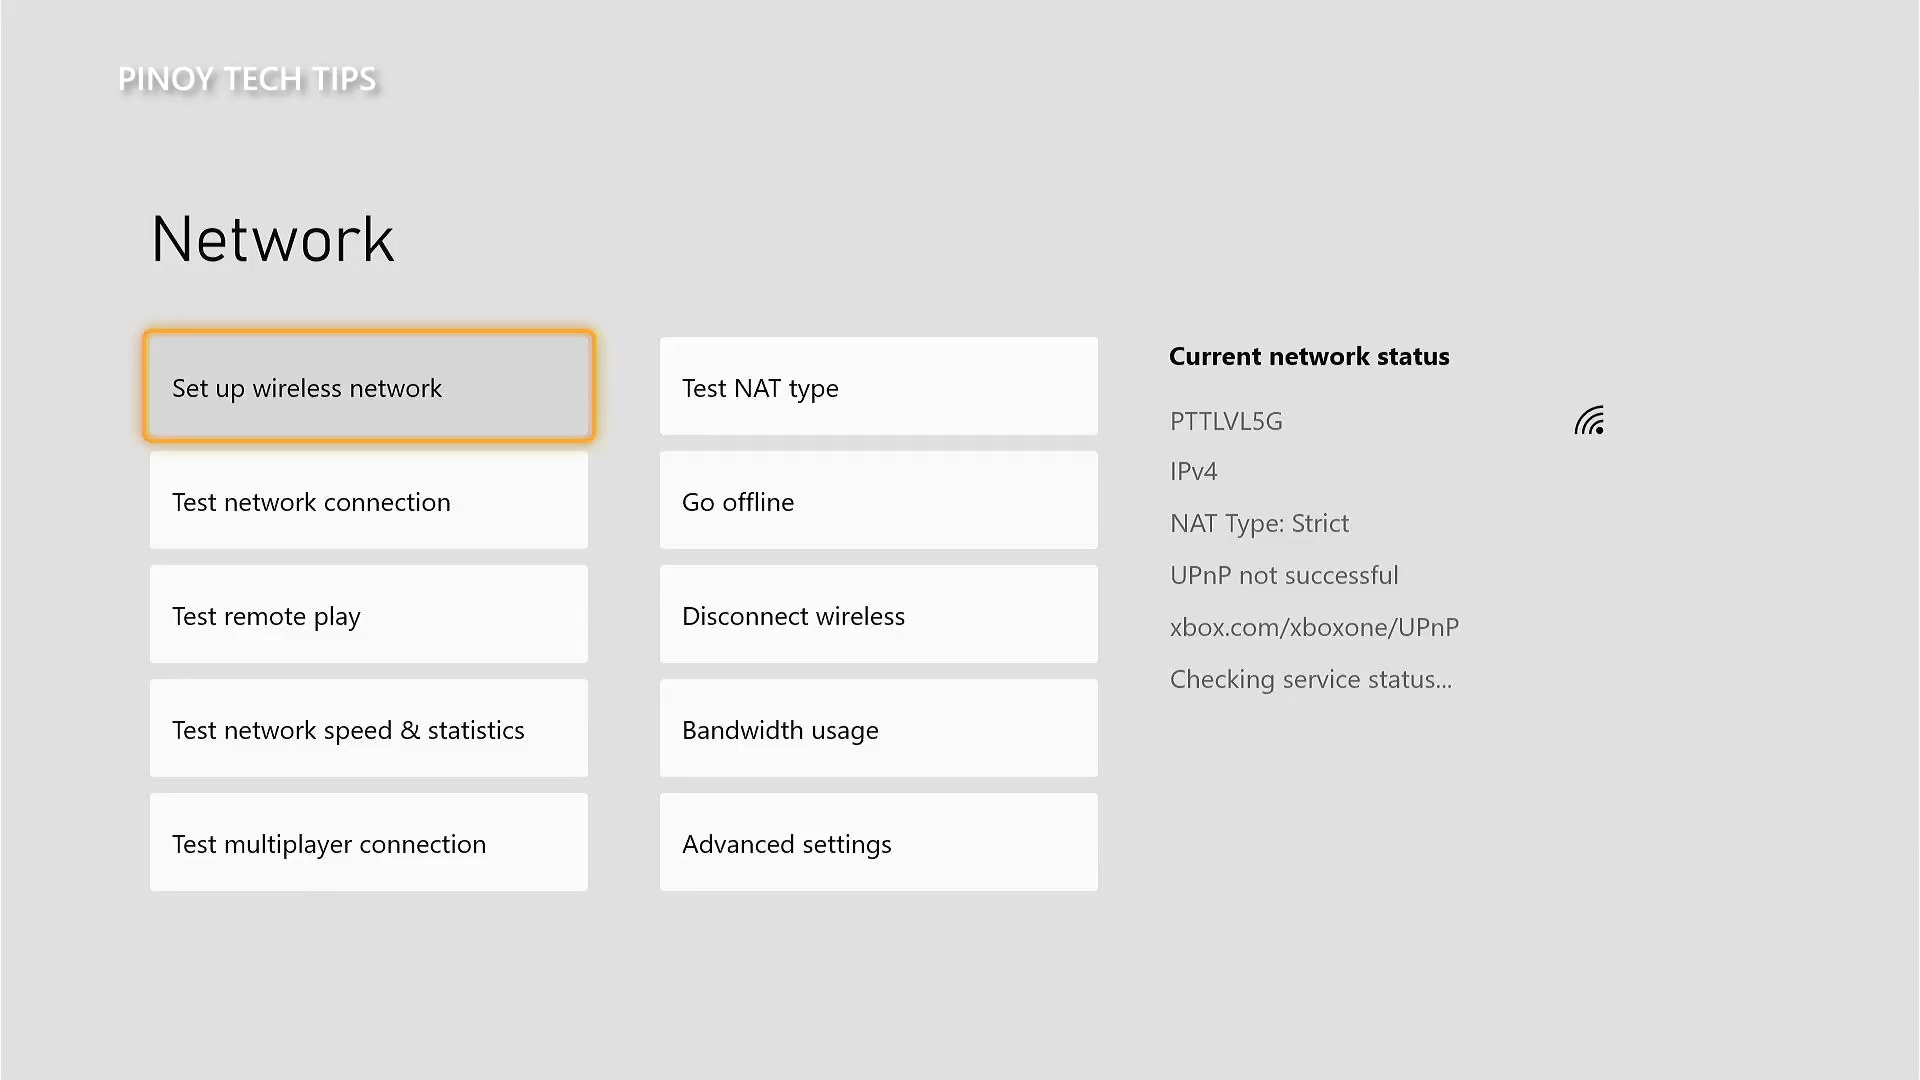 PINOY TECH TIPS
Network
Set up wireless network
Test network connection
Test remote play
Test network speed & statistics
Test multiplayer connection
Test NAT type
Go offline
Disconnect wireless
Bandwidth usage
Advanced settings
Current network status
PTTLVL5G
IPv4
NAT Type: Strict
UPnP not successful
xbox.com/xboxone/UPnP
Checking service status...